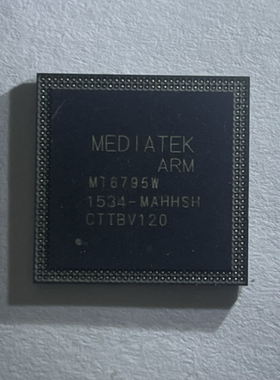 MEDIATEK
ARM
MT6795W
1534-MAHHSH
CTTBV120